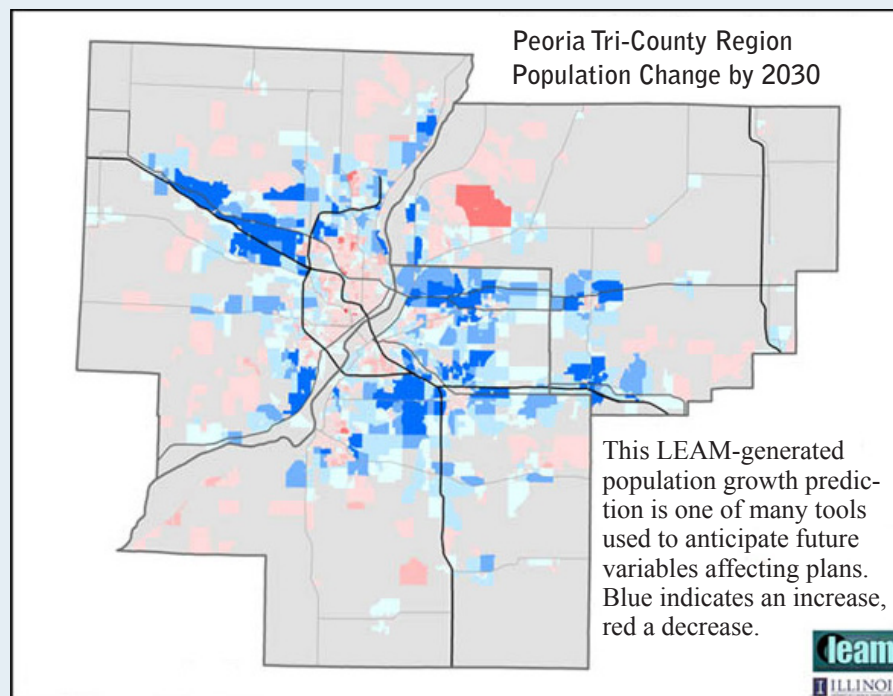 Peoria Tri-County Region
Population Change by 2030
This LEAM-generated
population growth predic-
tion is one of many tools
used to anticipate future
variables affecting plans.
Blue indicates an increase,
red a decrease.
leam
I ILLINOI